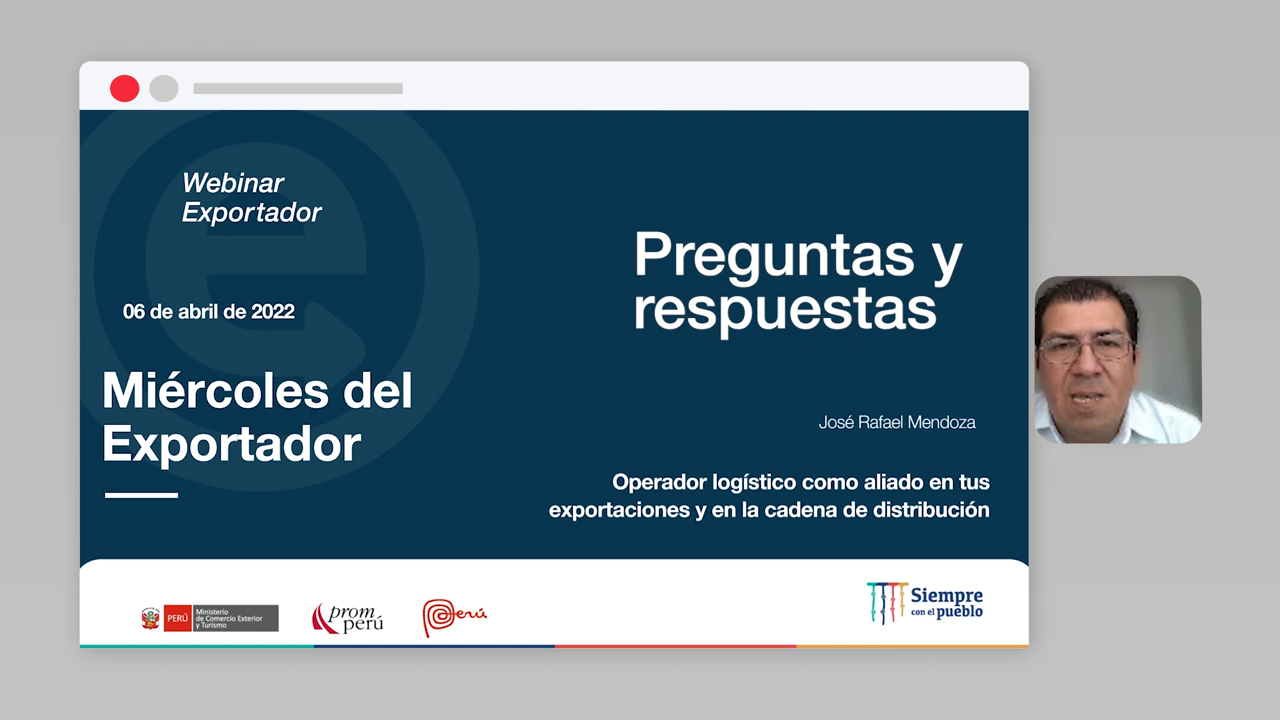 Webinar
Exportador
06 de abril de 2022
Miércoles del
Exportador
Preguntas y
respuestas
José Rafael Mendoza
Operador logístico como aliado en tus
exportaciones y en la cadena de distribución
PERÚ
Ministerio
de Comercio Exterior
y Turismo
prom
perú
Perú
Siempre
con el pueblo